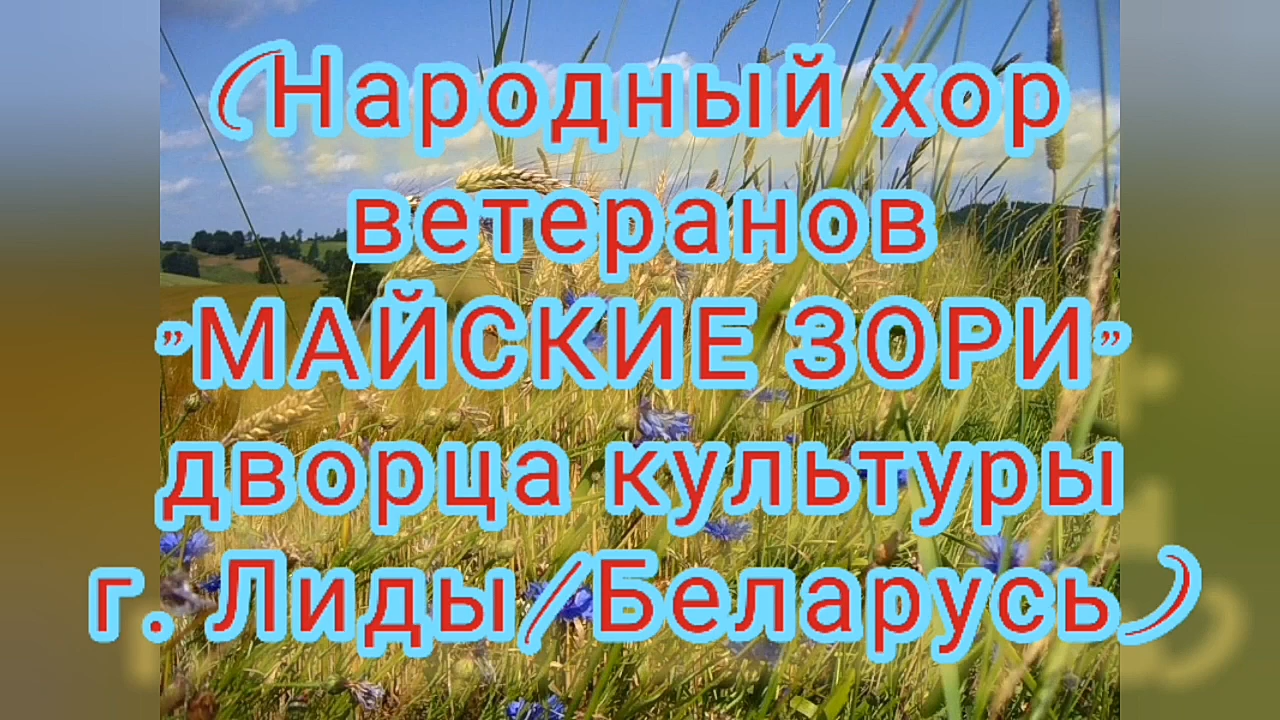 (Народный хор
ветеранов
"МАЙСКИЕ ЗОРИ"
дворца культуры
г. Лиды/Беларусь)